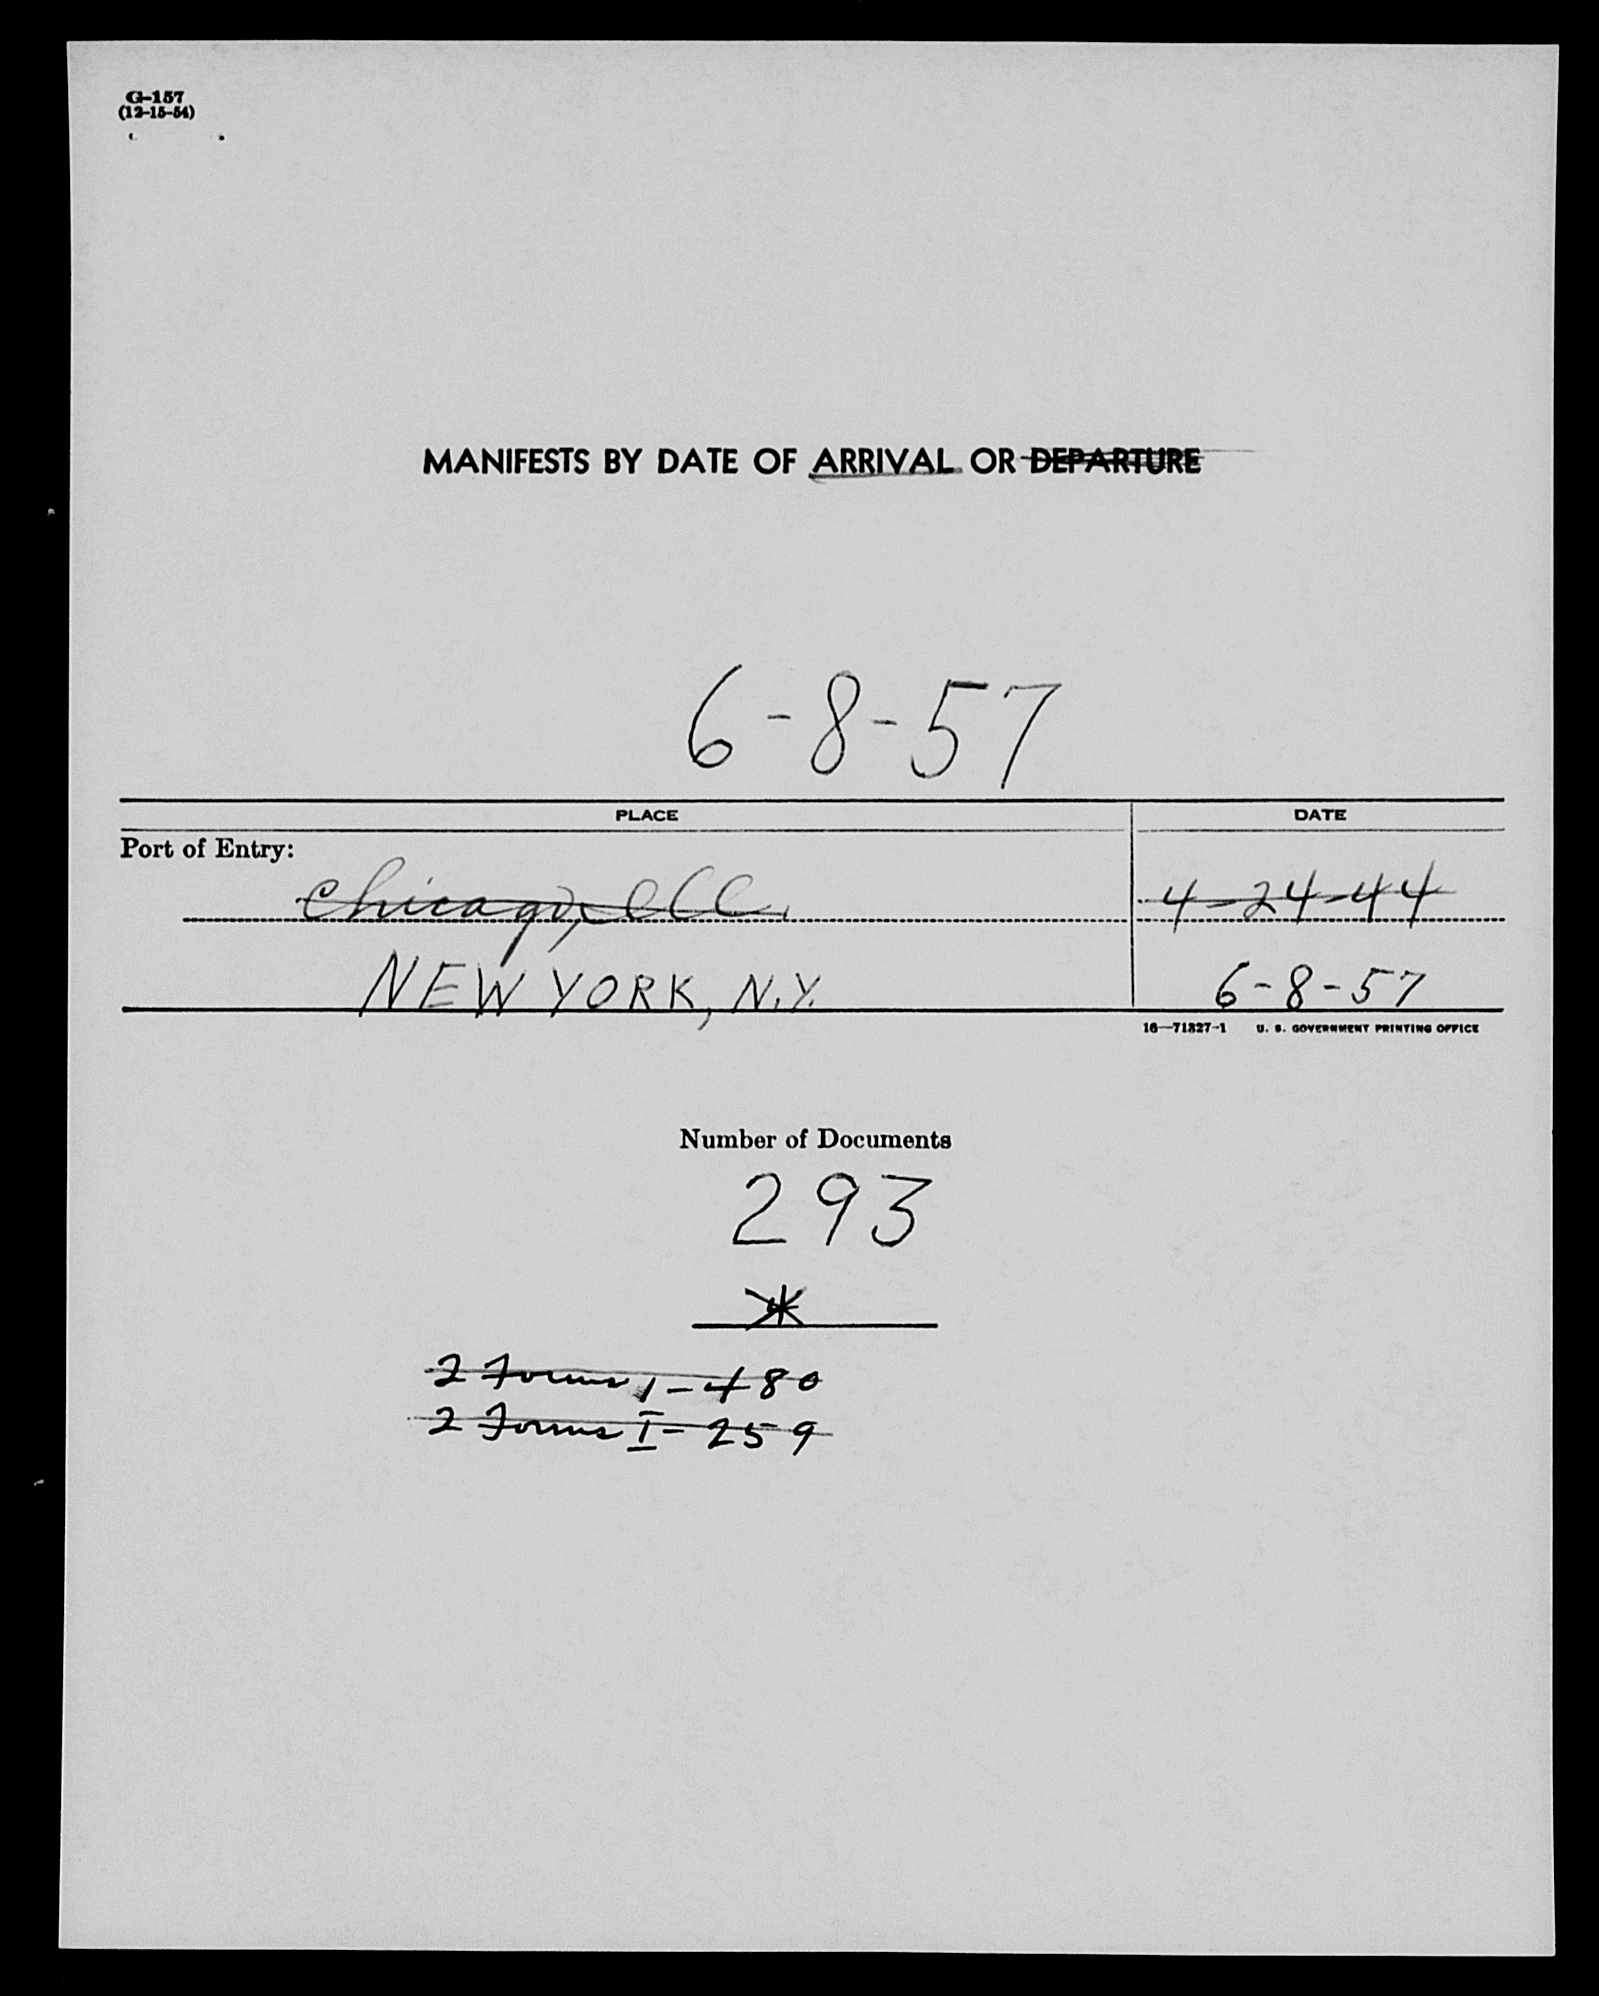 G-157
(12-15-54)
MANIFESTS BY DATE OF ARRIVAL OR DEPARTURE
6-8-57
PLACE DATE
Port of Entry:
Chicago, Ill. 4-24-44
NEW YORK, N.Y. 6-8-57
16—71327-1 U. S. GOVERNMENT PRINTING OFFICE
Number of Documents
293
2 Forms I-480
2 Forms I-259